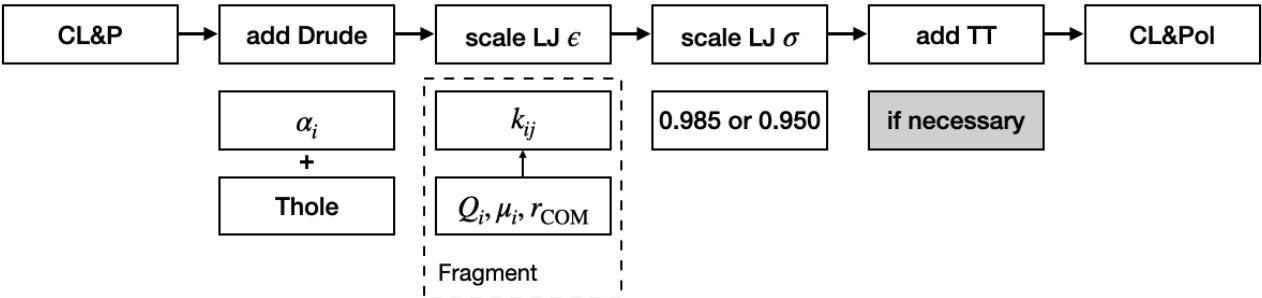 CL&P
add Drude
scale LJ ϵ
scale LJ σ
add TT
CL&Pol
αᵢ
kᵢⱼ
0.985 or 0.950
if necessary
+
Thole
Qᵢ, μᵢ, r_COM
Fragment